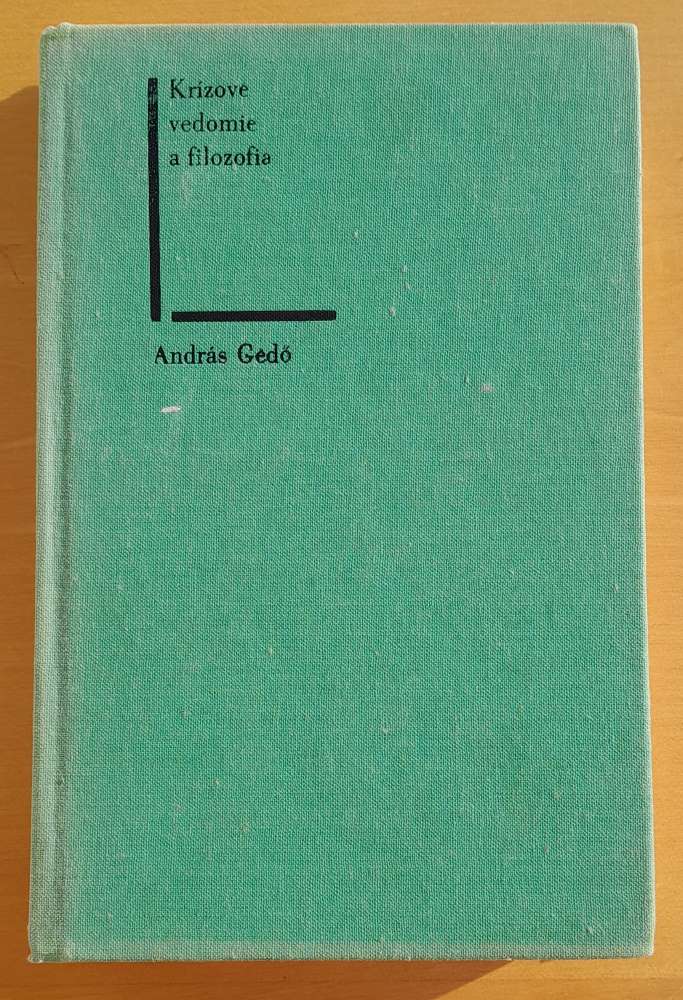 Krízové
vedomie
a filozofia
András Gedő